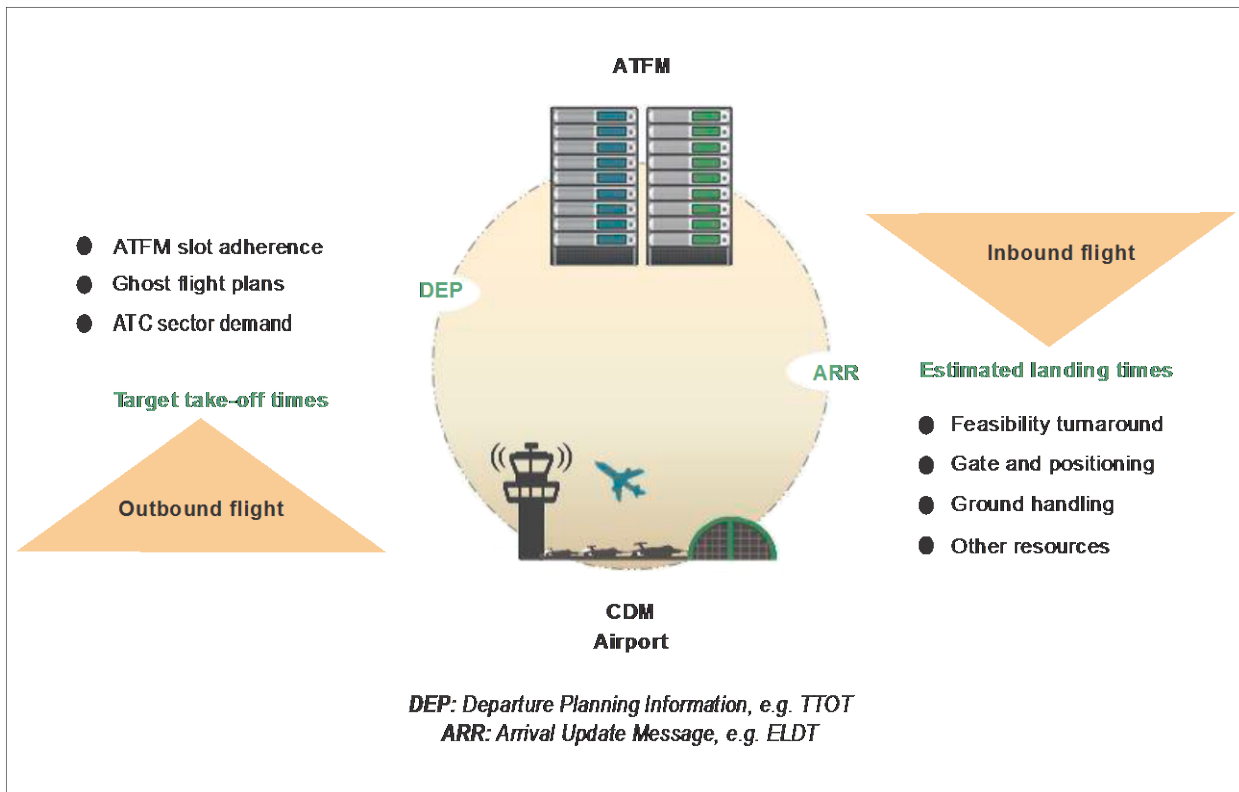 ATFM
ATFM slot adherence
Ghost flight plans
ATC sector demand
DEP
Target take-off times
Outbound flight
Inbound flight
ARR
Estimated landing times
Feasibility turnaround
Gate and positioning
Ground handling
Other resources
CDM
Airport
DEP: Departure Planning Information, e.g. TTOT
ARR: Arrival Update Message, e.g. ELDT